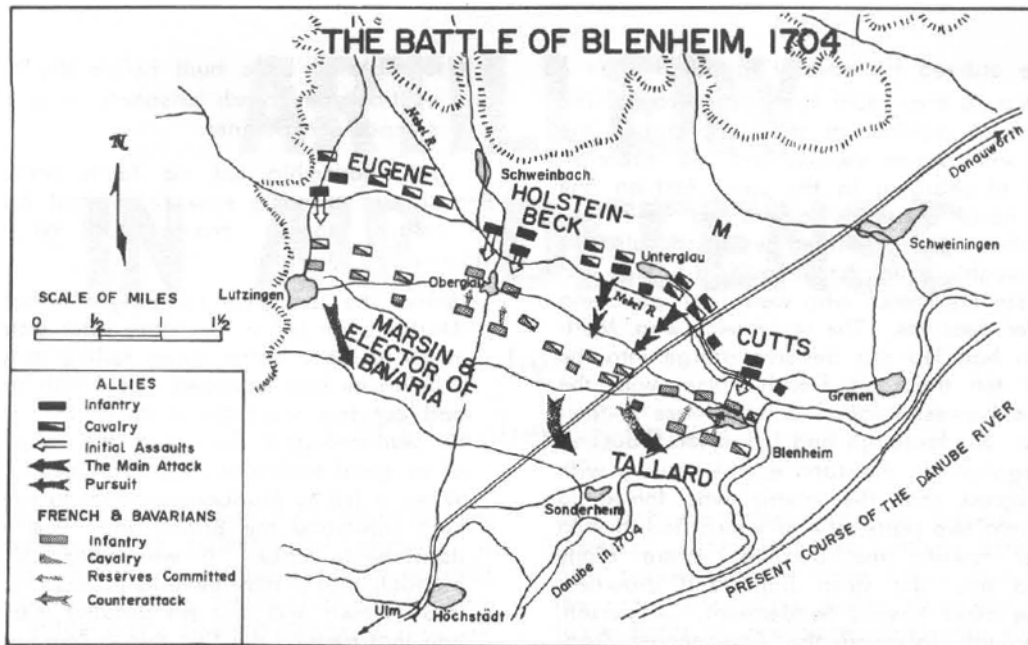 THE BATTLE OF BLENHEIM, 1704
N
Nebel R.
EUGENE
Schweinbach.
HOLSTEIN-
BECK
M
Donauworth
Schweiningen
Unterglau
Lutzingen
Oberglau
Nebel R.
SCALE OF MILES
0 1/2 1 1/2
MARSIN &
ELECTOR OF
BAVARIA
CUTTS
Grenen
Blenheim
TALLARD
Sonderheim
Danube in 1704
PRESENT COURSE OF THE DANUBE RIVER
Ulm
Höchstädt
ALLIES
Infantry
Cavalry
Initial Assaults
The Main Attack
Pursuit
FRENCH & BAVARIANS
Infantry
Cavalry
Reserves Committed
Counterattacks